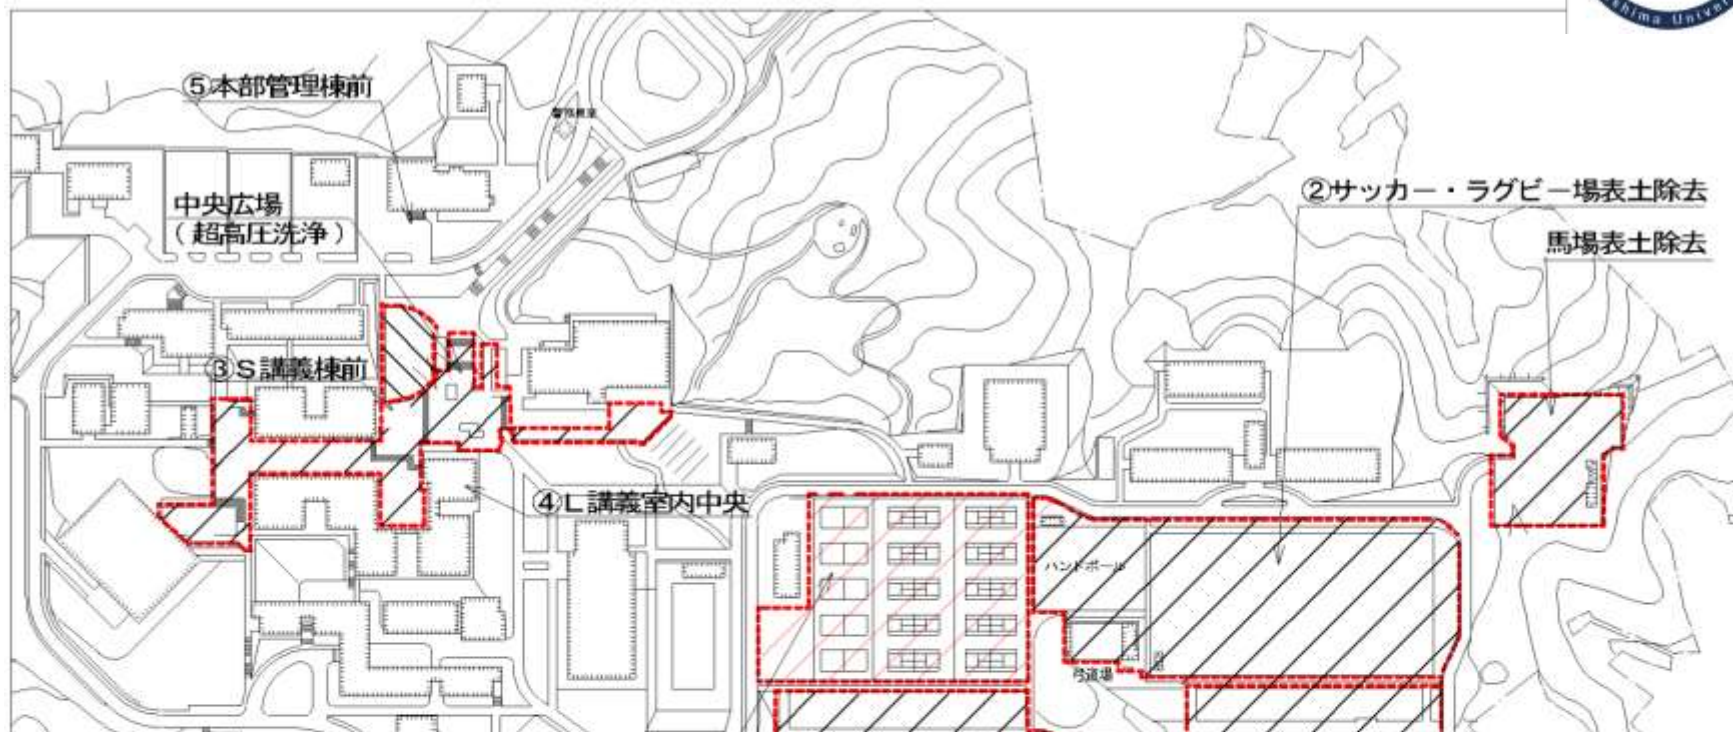 shima Univer
⑤本部管理棟前
中央広場
(超高圧洗浄)
②サッカー・ラグビー場表土除去
馬場表土除去
③S講義棟前
④L講義室内中央
ハンドボール
弓道場